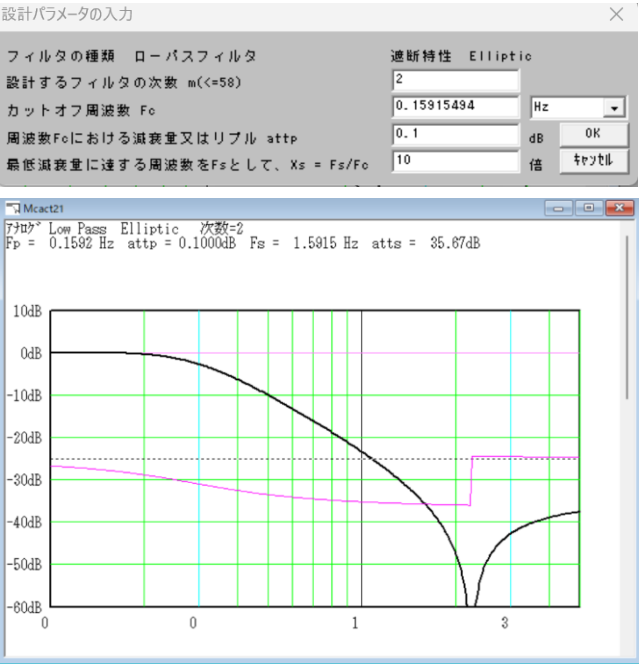 設計パラメータの入力
フィルタの種類 ローパスフィルタ 遮断特性 Elliptic
設計するフィルタの次数 m(<=58) 2
カットオフ周波数 Fc 0.15915494 Hz
周波数Fcにおける減衰量又はリプル attp 0.1 dB OK
最低減衰量に達する周波数をFsとして、Xs = Fs/Fc 10 倍 キャンセル
Mcact21
アナログ Low Pass Elliptic 次数=2
Fp = 0.1592 Hz attp = 0.1000dB Fs = 1.5915 Hz atts = 35.67dB
10dB
0dB
-10dB
-20dB
-30dB
-40dB
-50dB
-60dB
0 0 1 3